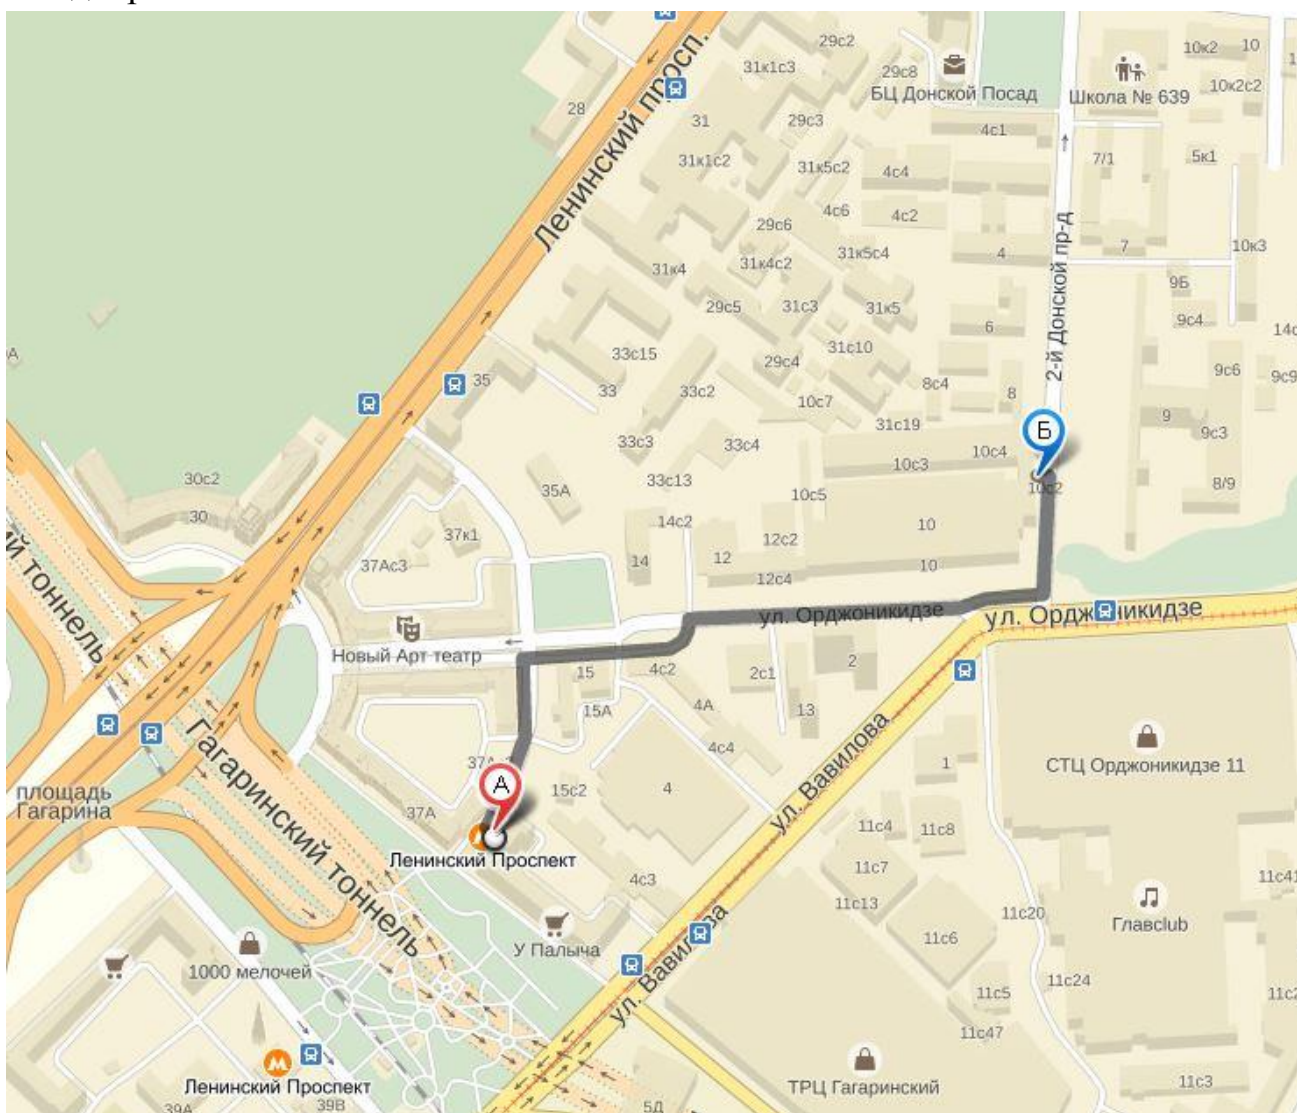 29с2
31к1с3
29с8
10к2
10
БЦ Донской Посад
Школа № 639
10к2с2
28
Ленинский просп.
31
29с3
4с1
31к1с2
31к5с2
4с4
7/1
5к1
4с6
4с2
29с6
31к4
31к4с2
31к5с4
4
7
10к3
2-й Донской пр-д
29с5
31с3
31к5
9Б
9с4
6
33с15
31с10
29с4
35
33
33с2
8с4
8
9с6
9с9
10с7
31с19
9
9с3
Б
33с3
33с4
10с3
10с4
30с2
35А
33с13
10с5
10с2
8/9
30
14с2
10
37к1
12с2
37Ас3
14
12
12с4
10
ул. Орджоникидзе
ул. Орджоникидзе
Новый Арт театр
15
4с2
2с1
2
ий тоннель
15А
4А
13
4с4
Гагаринский тоннель
ул. Вавилова
1
СТЦ Орджоникидзе 11
площадь
Гагарина
37А
А
15с2
4
11с4
11с8
Ленинский Проспект
11с7
4с3
11с13
11с20
11с41
Главclub
У Палыча
11с6
1000 мелочей
ул. Вавилова
11с5
11с24
11с47
Ленинский Проспект
ТРЦ Гагаринский
11с3
39А
39В
5Д